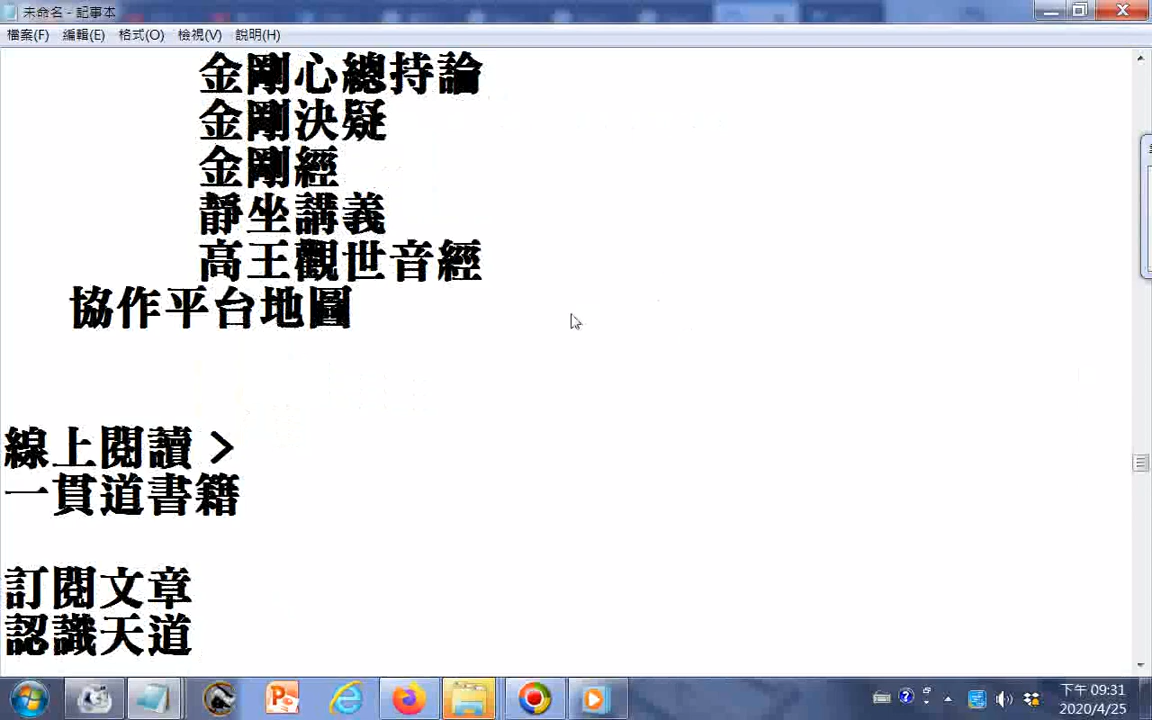 未命名 - 記事本
檔案(F) 編輯(E) 格式(O) 檢視(V) 說明(H)
金剛心總持論
金剛決疑
金剛經
靜坐講義
高王觀世音經
協作平台地圖
線上閱讀 >
一貫道書籍
訂閱文章
認識天道
下午 09:31
2020/4/25